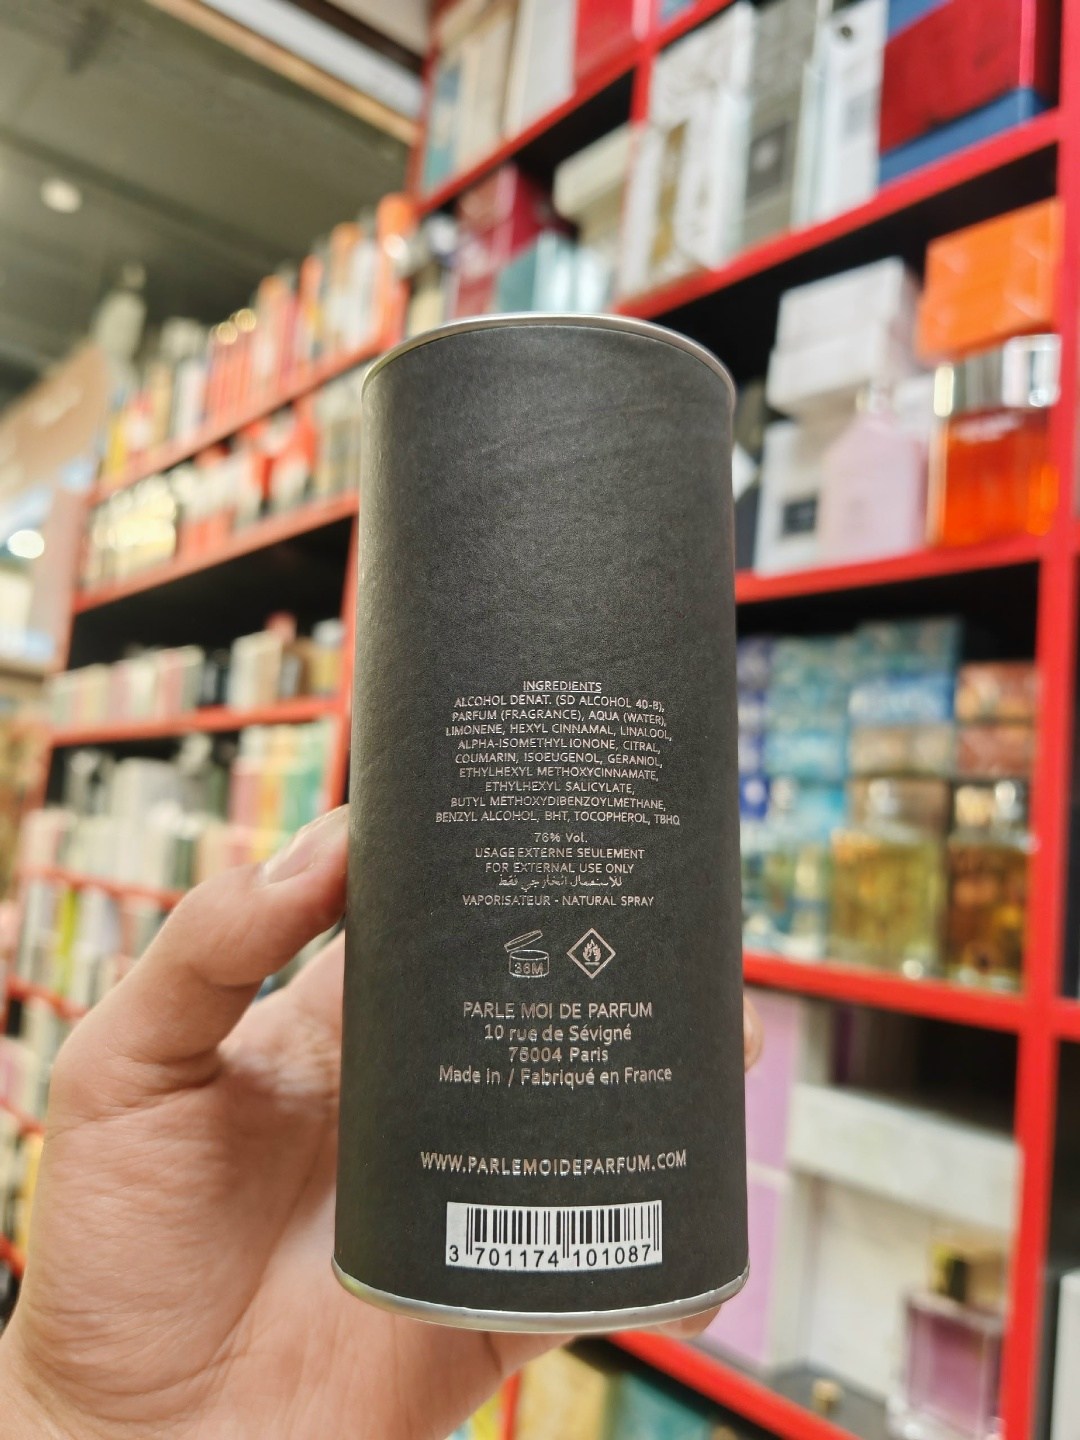 INGREDIENTS
ALCOHOL DENAT. (SD ALCOHOL 40-B),
PARFUM (FRAGRANCE), AQUA (WATER),
LIMONENE, HEXYL CINNAMAL, LINALOOL,
ALPHA-ISOMETHYL IONONE, CITRAL,
COUMARIN, ISOEUGENOL, GERANIOL,
ETHYLHEXYL METHOXYCINNAMATE,
ETHYLHEXYL SALICYLATE,
BUTYL METHOXYDIBENZOYLMETHANE,
BENZYL ALCOHOL, BHT, TOCOPHEROL, TBHQ
76% Vol.
USAGE EXTERNE SEULEMENT
FOR EXTERNAL USE ONLY
للاستعمال الخارجي فقط
VAPORISATEUR - NATURAL SPRAY
36M
PARLE MOI DE PARFUM
10 rue de Sévigné
75004 Paris
Made in / Fabriqué en France
WWW.PARLEMOIDEPARFUM.COM
3 701174 101087